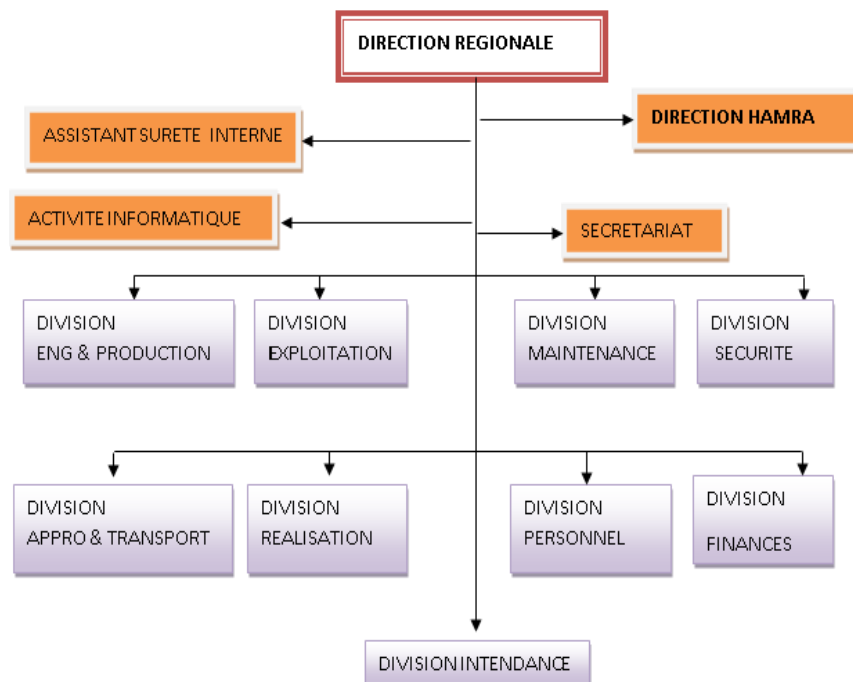 DIRECTION REGIONALE
DIRECTION HAMRA
ASSISTANT SURETE INTERNE
ACTIVITE INFORMATIQUE
SECRETARIAT
DIVISION
ENG & PRODUCTION
DIVISION
EXPLOITATION
DIVISION
MAINTENANCE
DIVISION
SECURITE
DIVISION
APPRO & TRANSPORT
DIVISION
REALISATION
DIVISION
PERSONNEL
DIVISION
FINANCES
DIVISION INTENDANCE